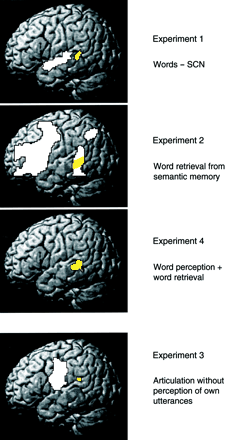 Experiment 1
Words – SCN
Experiment 2
Word retrieval from
semantic memory
Experiment 4
Word perception +
word retrieval
Experiment 3
Articulation without
perception of own
utterances